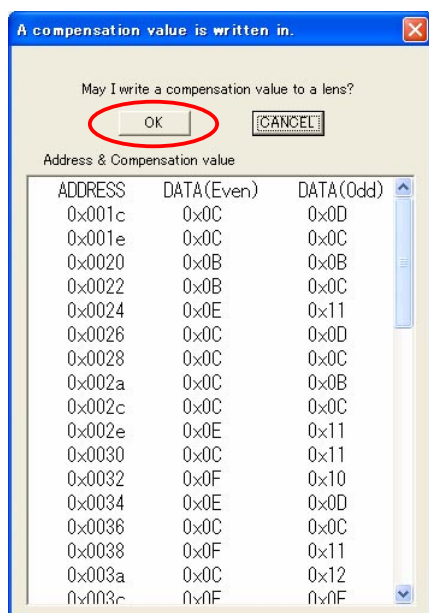 A compensation value is written in.
May I write a compensation value to a lens?
OK CANCEL
Address & Compensation value
ADDRESS DATA(Even) DATA(Odd)
0x001c 0x0C 0x0D
0x001e 0x0C 0x0C
0x0020 0x0B 0x0B
0x0022 0x0B 0x0C
0x0024 0x0E 0x11
0x0026 0x0C 0x0D
0x0028 0x0C 0x0C
0x002a 0x0C 0x0B
0x002c 0x0C 0x0C
0x002e 0x0E 0x11
0x0030 0x0C 0x11
0x0032 0x0F 0x10
0x0034 0x0E 0x0D
0x0036 0x0C 0x0C
0x0038 0x0F 0x11
0x003a 0x0C 0x12
0x003c